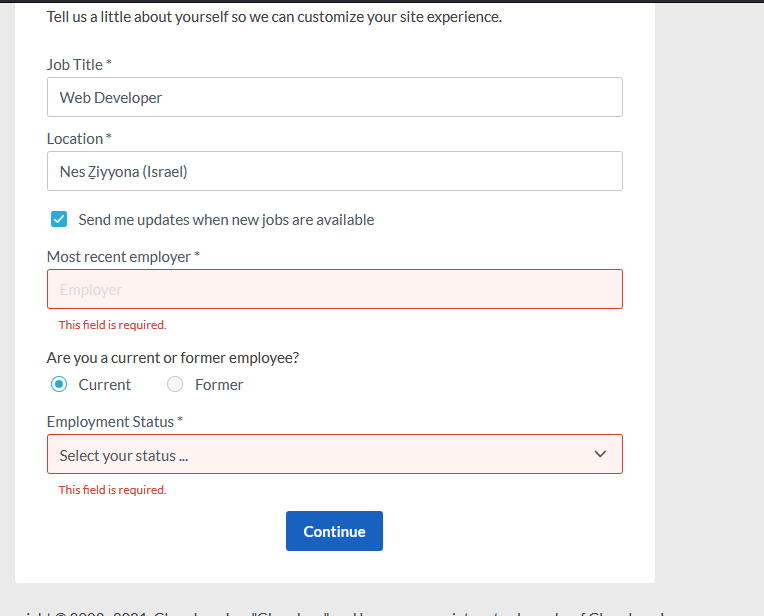 Tell us a little about yourself so we can customize your site experience.
Job Title *
Web Developer
Location *
Nes Z̧iyyona (Israel)
Send me updates when new jobs are available
Most recent employer *
Employer
This field is required.
Are you a current or former employee?
Current Former
Employment Status *
Select your status ...
This field is required.
Continue